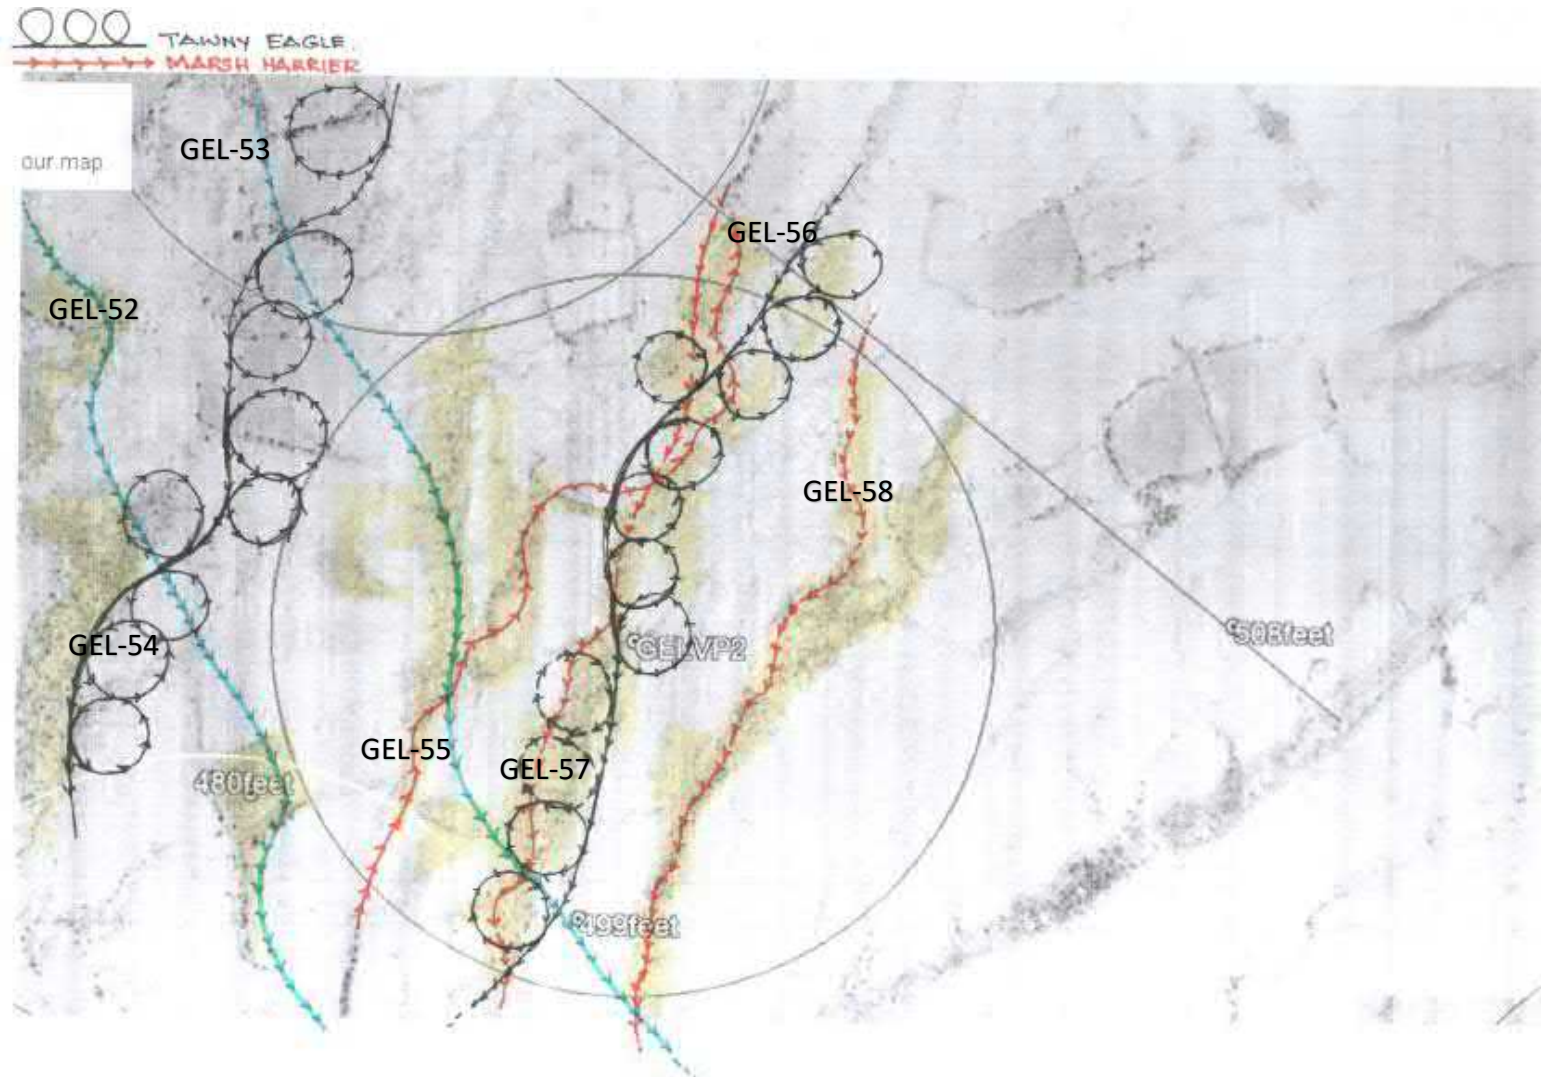 TAWNY EAGLE
MARSH HARRIER
our map
GEL-53
GEL-56
GEL-52
GEL-58
GEL-54
GELVP2
508feet
GEL-55
GEL-57
480feet
499feet